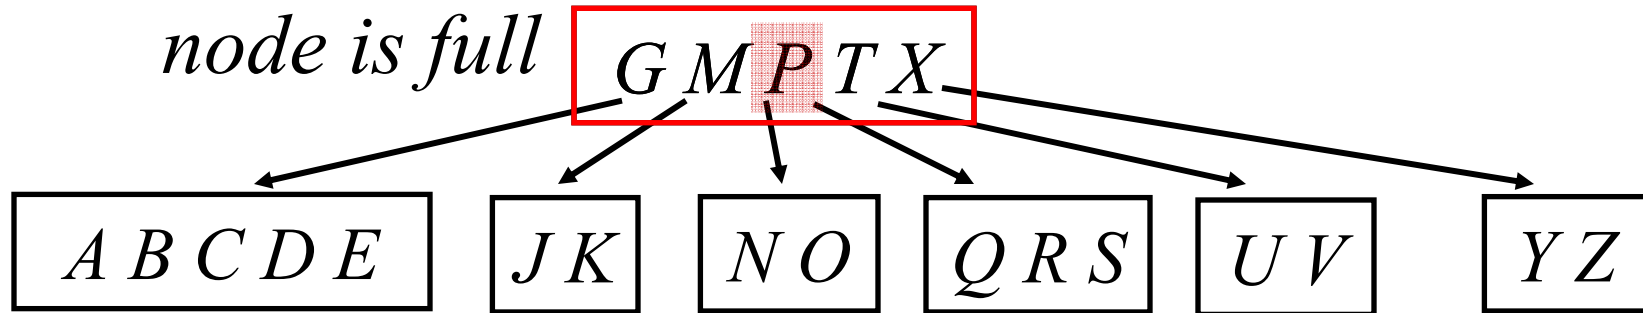 node is full G M P T X
A B C D E J K N O Q R S U V Y Z